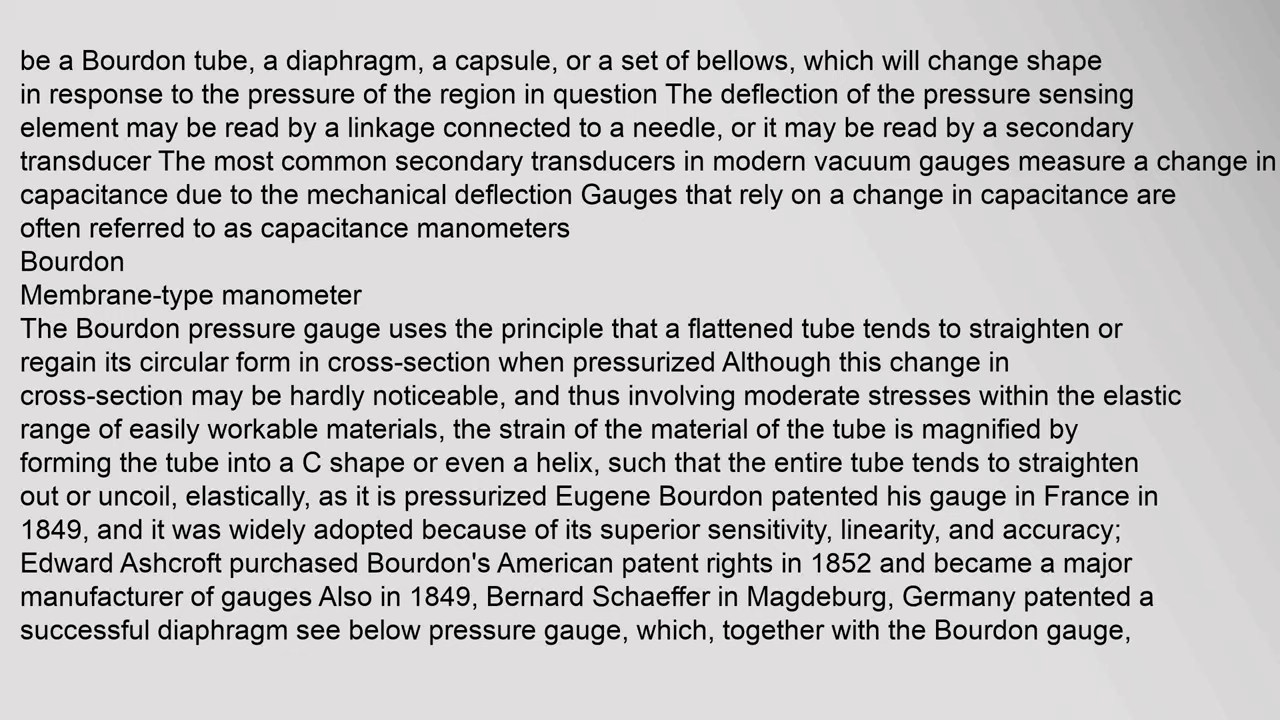 be a Bourdon tube, a diaphragm, a capsule, or a set of bellows, which will change shape
in response to the pressure of the region in question The deflection of the pressure sensing
element may be read by a linkage connected to a needle, or it may be read by a secondary
transducer The most common secondary transducers in modern vacuum gauges measure a change in
capacitance due to the mechanical deflection Gauges that rely on a change in capacitance are
often referred to as capacitance manometers
Bourdon
Membrane-type manometer
The Bourdon pressure gauge uses the principle that a flattened tube tends to straighten or
regain its circular form in cross-section when pressurized Although this change in
cross-section may be hardly noticeable, and thus involving moderate stresses within the elastic
range of easily workable materials, the strain of the material of the tube is magnified by
forming the tube into a C shape or even a helix, such that the entire tube tends to straighten
out or uncoil, elastically, as it is pressurized Eugene Bourdon patented his gauge in France in
1849, and it was widely adopted because of its superior sensitivity, linearity, and accuracy;
Edward Ashcroft purchased Bourdon's American patent rights in 1852 and became a major
manufacturer of gauges Also in 1849, Bernard Schaeffer in Magdeburg, Germany patented a
successful diaphragm see below pressure gauge, which, together with the Bourdon gauge,